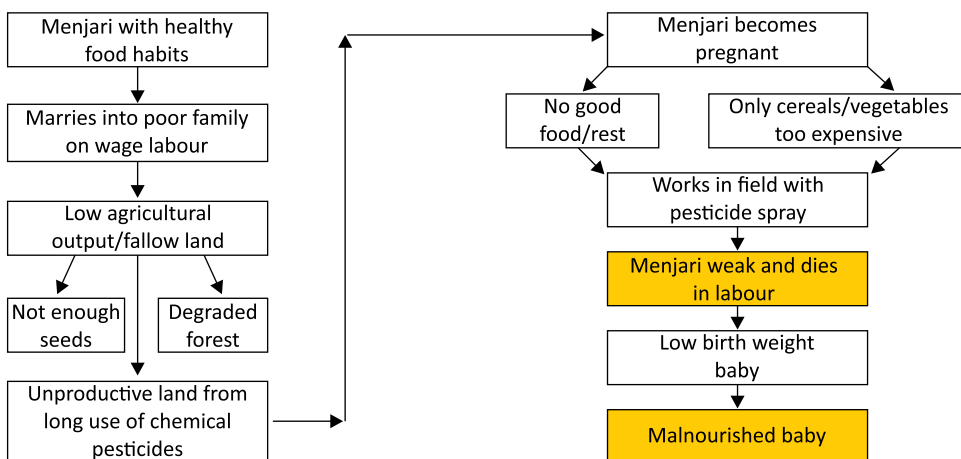 Menjari with healthy
food habits
Marries into poor family
on wage labour
Low agricultural
output/fallow land
Not enough
seeds
Degraded
forest
Unproductive land from
long use of chemical
pesticides
Menjari becomes
pregnant
No good
food/rest
Only cereals/vegetables
too expensive
Works in field with
pesticide spray
Menjari weak and dies
in labour
Low birth weight
baby
Malnourished baby